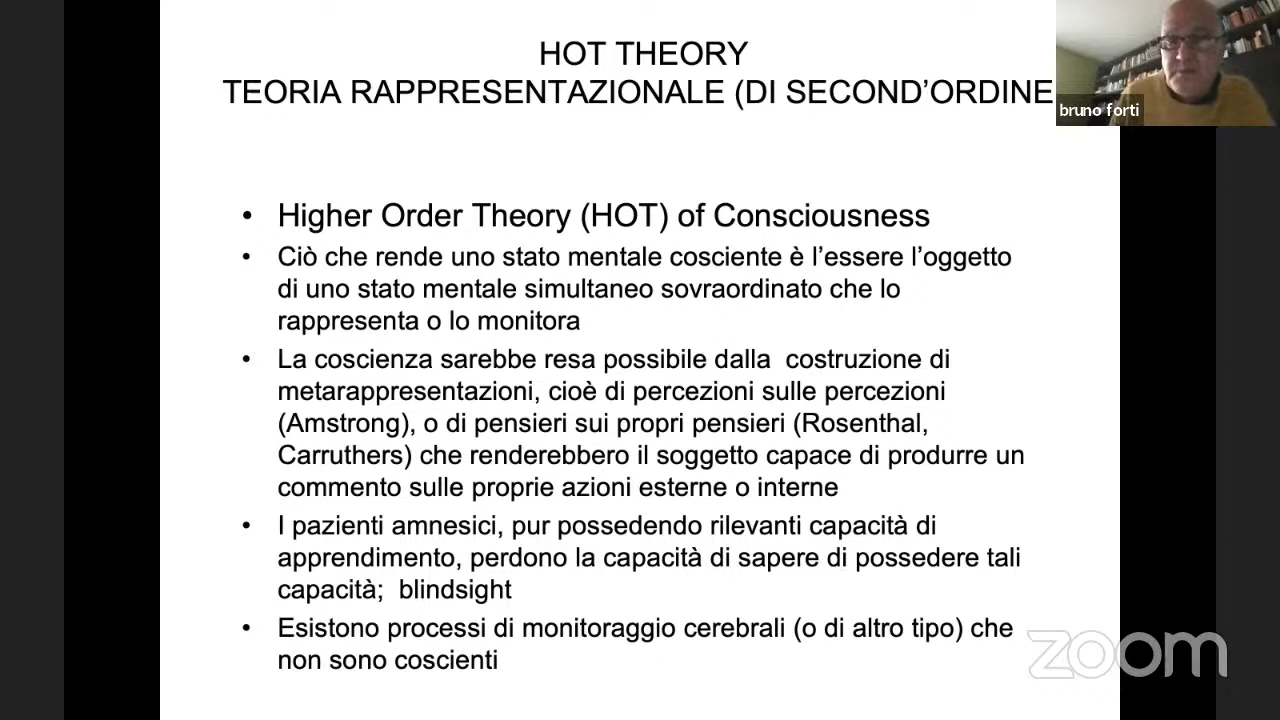 HOT THEORY
TEORIA RAPPRESENTAZIONALE (DI SECOND'ORDINE
bruno forti
• Higher Order Theory (HOT) of Consciousness
• Ciò che rende uno stato mentale cosciente è l'essere l'oggetto
di uno stato mentale simultaneo sovraordinato che lo
rappresenta o lo monitora
• La coscienza sarebbe resa possibile dalla costruzione di
metarappresentazioni, cioè di percezioni sulle percezioni
(Amstrong), o di pensieri sui propri pensieri (Rosenthal,
Carruthers) che renderebbero il soggetto capace di produrre un
commento sulle proprie azioni esterne o interne
• I pazienti amnesici, pur possedendo rilevanti capacità di
apprendimento, perdono la capacità di sapere di possedere tali
capacità; blindsight
• Esistono processi di monitoraggio cerebrali (o di altro tipo) che
non sono coscienti
zoom